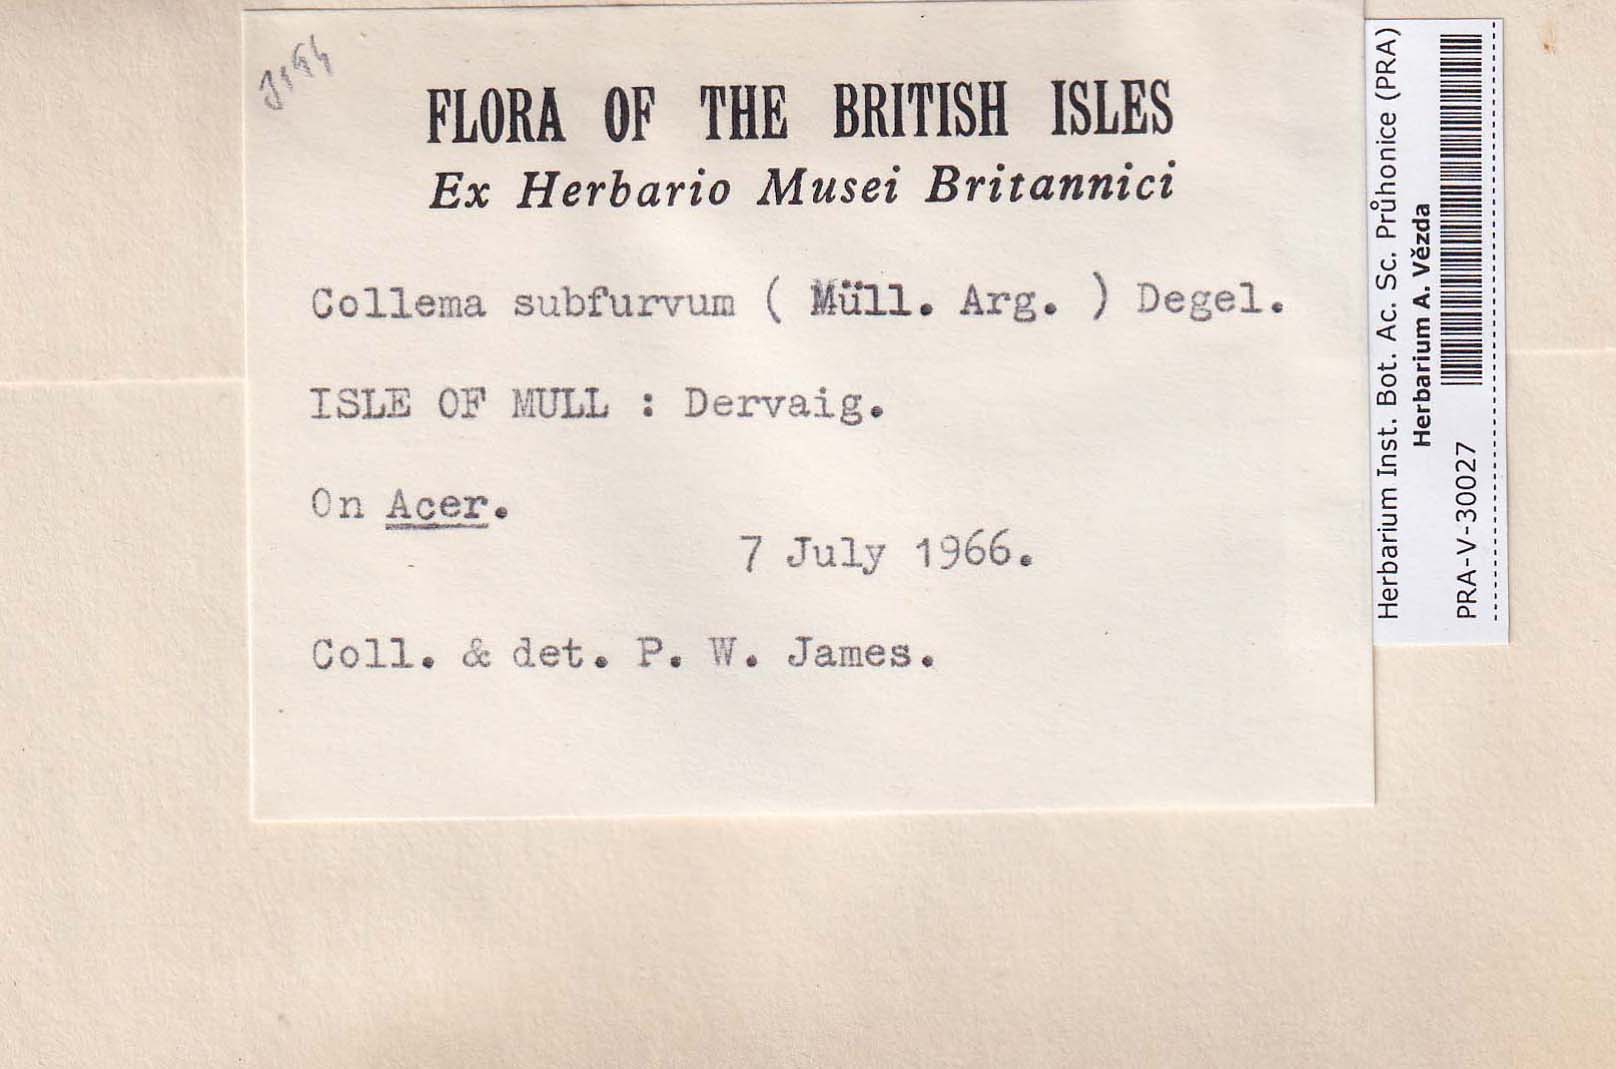 FLORA OF THE BRITISH ISLES
Ex Herbario Musei Britannici
Collema subfurvum ( Müll. Arg. ) Degel.
ISLE OF MULL : Dervaig.
On Acer.
7 July 1966.
Coll. & det. P. W. James.
Herbarium Inst. Bot. Ac. Sc. Průhonice (PRA)
Herbarium A. Vězda
PRA-V-30027